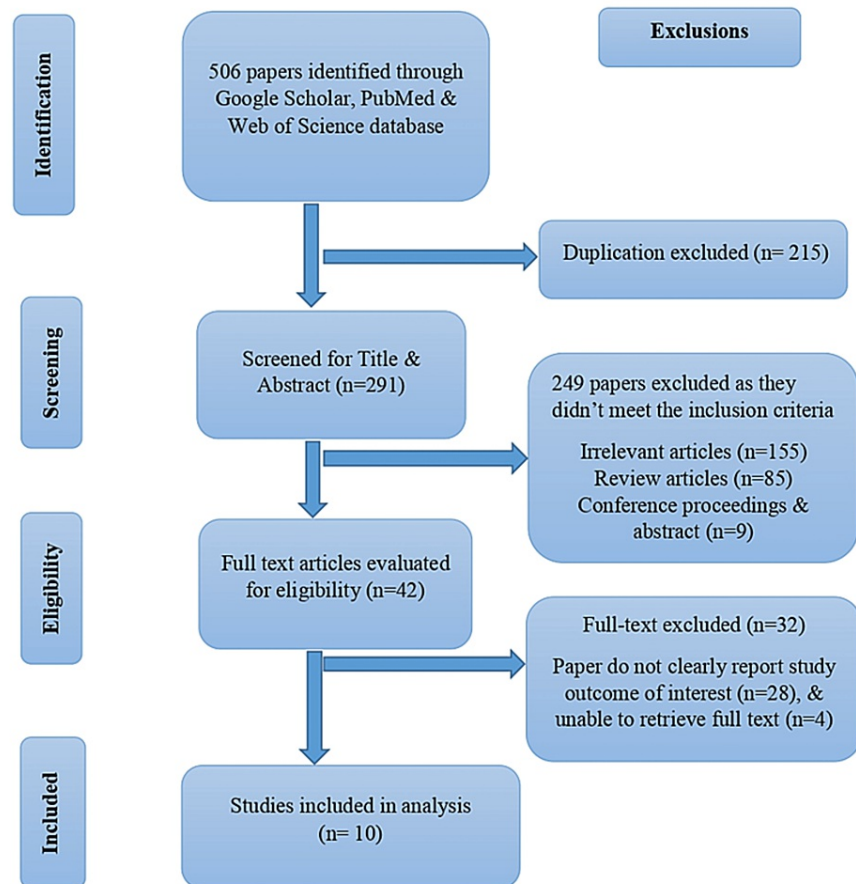 Identification
506 papers identified through
Google Scholar, PubMed &
Web of Science database
Exclusions
Duplication excluded (n= 215)
Screening
Screened for Title &
Abstract (n=291)
249 papers excluded as they
didn’t meet the inclusion criteria
Irrelevant articles (n=155)
Review articles (n=85)
Conference proceedings &
abstract (n=9)
Eligibility
Full text articles evaluated
for eligibility (n=42)
Full-text excluded (n=32)
Paper do not clearly report study
outcome of interest (n=28), &
unable to retrieve full text (n=4)
Included
Studies included in analysis
(n= 10)